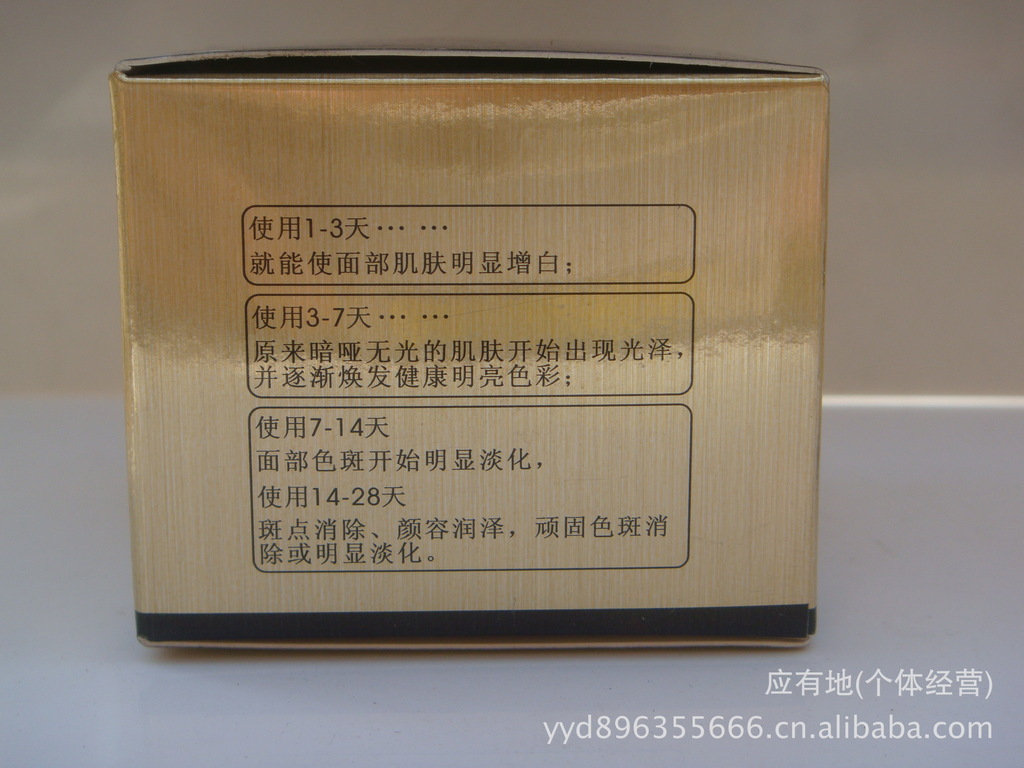 使用1-3天… …
就能使面部肌肤明显增白；
使用3-7天… …
原来暗哑无光的肌肤开始出现光泽，
并逐渐焕发健康明亮色彩；
使用7-14天
面部色斑开始明显淡化，
使用14-28天
斑点消除、颜容润泽，顽固色斑消
除或明显淡化。
应有地(个体经营)
yyd896355666.cn.alibaba.com